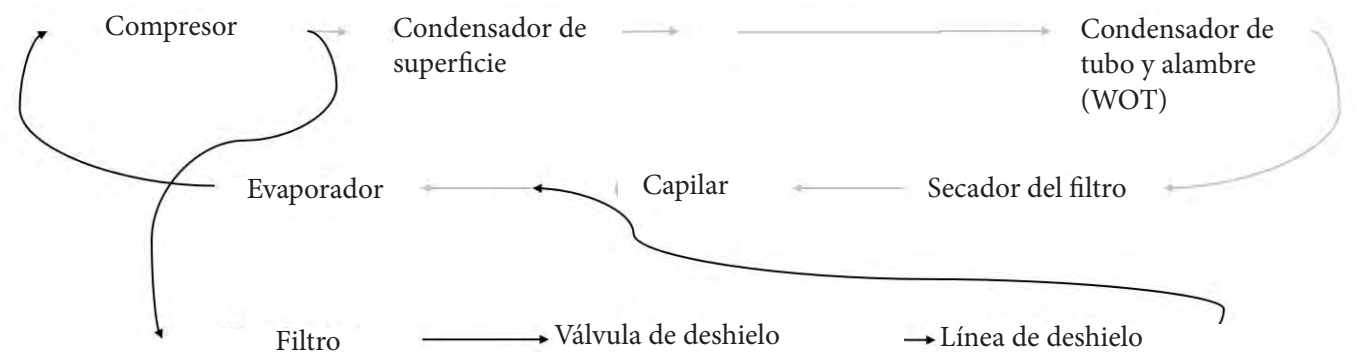 Compresor
Condensador de
superficie
Condensador de
tubo y alambre
(WOT)
Evaporador
Capilar
Secador del filtro
Filtro
Válvula de deshielo
Línea de deshielo